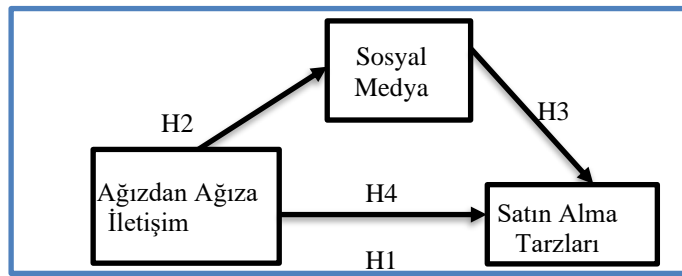 Sosyal
Medya
H2
H3
Ağızdan Ağıza
İletişim
H4
Satın Alma
Tarzları
H1